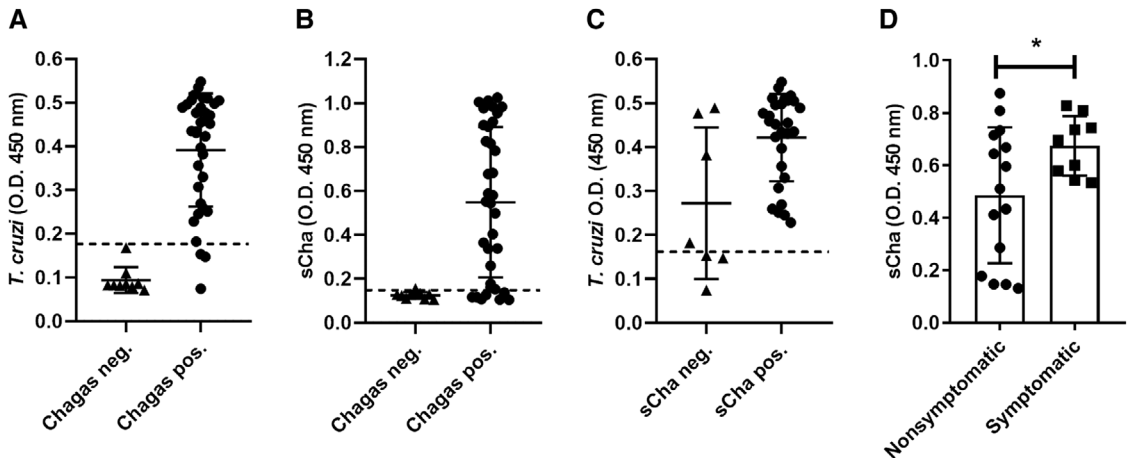 A
B
C
D
T. cruzi (O.D. 450 nm)
0.6
0.5
0.4
0.3
0.2
0.1
0.0
Chagas neg.
Chagas pos.
sCha (O.D. 450 nm)
1.2
1.0
0.8
0.6
0.4
0.2
0.0
Chagas neg.
Chagas pos.
T. cruzi O.D. (450 nm)
0.6
0.5
0.4
0.3
0.2
0.1
0.0
sCha neg.
sCha pos.
sCha (O.D. 450 nm)
1.0
0.8
0.6
0.4
0.2
0.0
*
Nonsymptomatic
Symptomatic